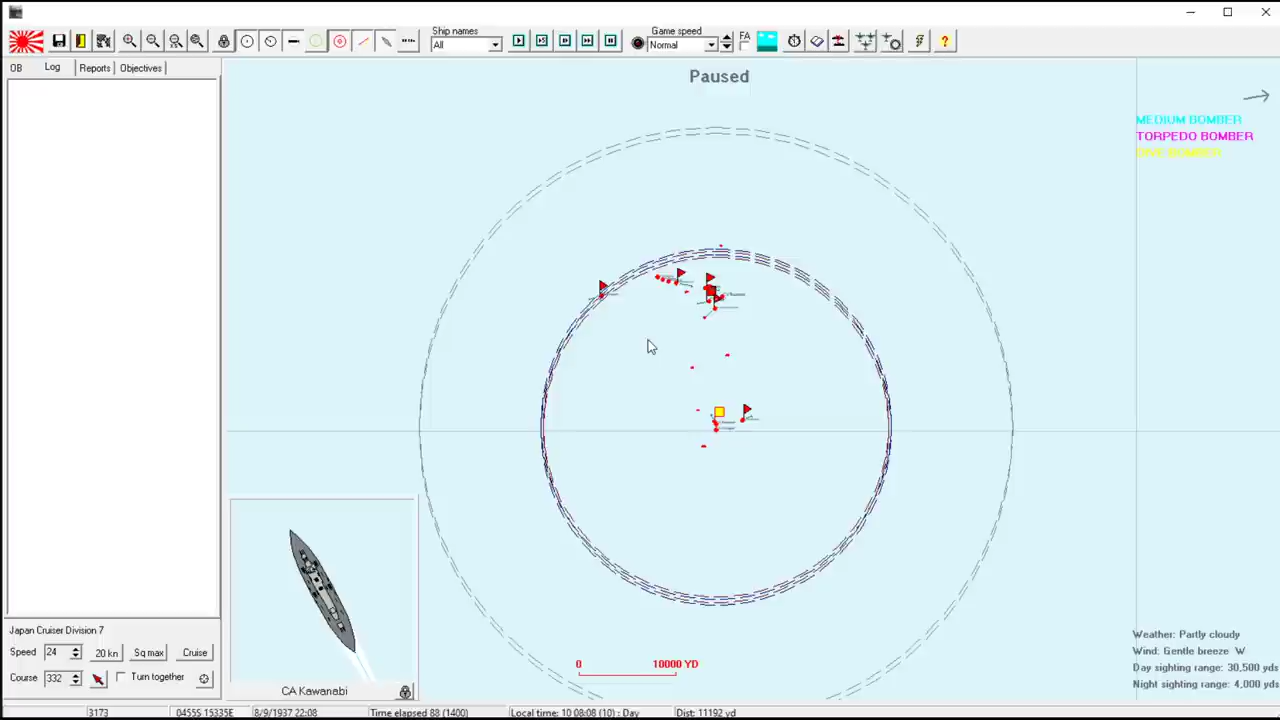 Ship names
All
Game speed
Normal
FA
OB
Log
Reports
Objectives
Paused
MEDIUM BOMBER
TORPEDO BOMBER
DIVE BOMBER
0
10000 YD
Weather: Partly cloudy
Wind: Gentle breeze W
Day sighting range: 30,500 yds
Night sighting range: 4,000 yds
Japan Cruiser Division 7
Speed
24
20 kn
Sq max
Cruise
Course
332
Turn together
CA Kawanabi
3173
0455S 15335E
8/9/1937 22:08
Time elapsed 88 (1400)
Local time: 10:08:08 (10) : Day
Dist: 11192 yd